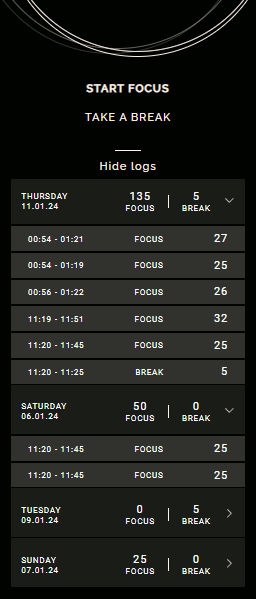 START FOCUS
TAKE A BREAK
Hide logs
THURSDAY 135 | 5
11.01.24 FOCUS BREAK
00:54 - 01:21 FOCUS 27
00:54 - 01:19 FOCUS 25
00:56 - 01:22 FOCUS 26
11:19 - 11:51 FOCUS 32
11:20 - 11:45 FOCUS 25
11:20 - 11:25 BREAK 5
SATURDAY 50 | 0
06.01.24 FOCUS BREAK
11:20 - 11:45 FOCUS 25
11:20 - 11:45 FOCUS 25
TUESDAY 0 | 5
09.01.24 FOCUS BREAK
SUNDAY 25 | 0
07.01.24 FOCUS BREAK